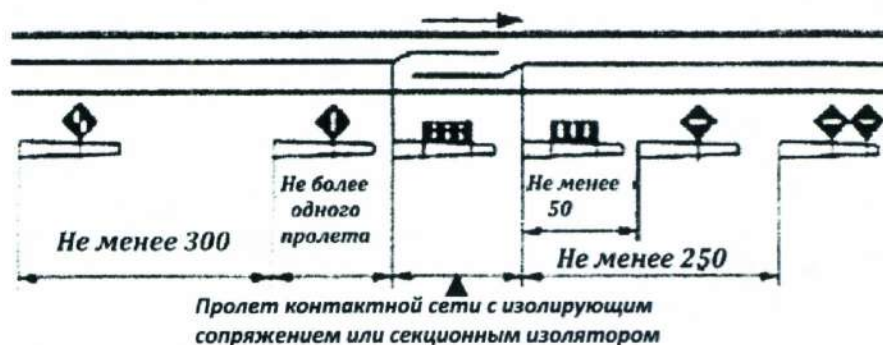 Не более
одного
пролета
Не менее
50
Не менее 300
Не менее 250
Пролет контактной сети с изолирующим
сопряжением или секционным изолятором